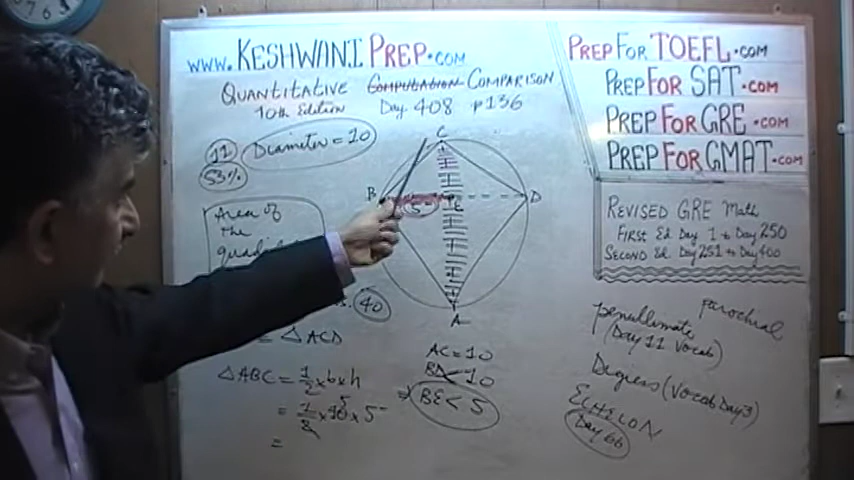 www.KESHWANI PREP.COM
QUANTITATIVE COMPUTATION COMPARISON
10th Edition Day 408 p136
11
53%
Diameter = 10
Area of
the
40
= △ACD
△ABC = 1/2 x b x h
= 1/2 x 10 5 x 5-
=
C
B
D
E
5-
A
AC = 10
BD < 10
⇒ BE < 5
PREP FOR TOEFL.COM
PREP FOR SAT.COM
PREP FOR GRE.COM
PREP FOR GMAT.COM
REVISED GRE Math
FIRST Ed Day 1 to Day 250
SECOND Ed. Day 251 to Day 400
penultimate parochial
(Day 11 Vocab)
Degress (Vocab Day 3)
ECHELON
Day 66